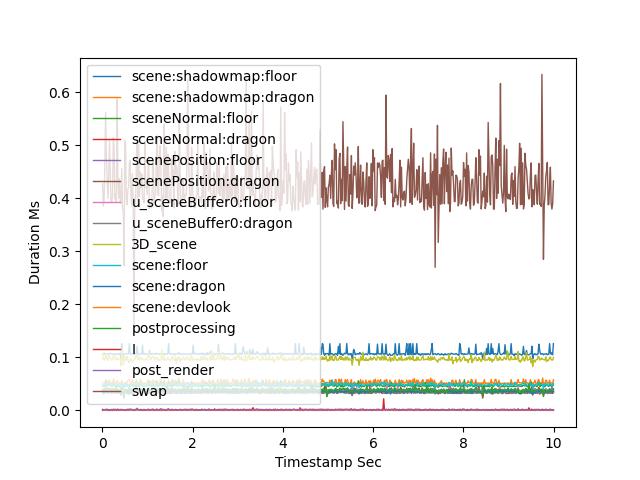 0.6
0.5
0.4
0.3
0.2
0.1
0.0
Duration Ms
scene:shadowmap:floor
scene:shadowmap:dragon
sceneNormal:floor
sceneNormal:dragon
scenePosition:floor
scenePosition:dragon
u_sceneBuffer0:floor
u_sceneBuffer0:dragon
3D_scene
scene:floor
scene:dragon
scene:devlook
postprocessing
post_render
swap
0 2 4 6 8 10
Timestamp Sec